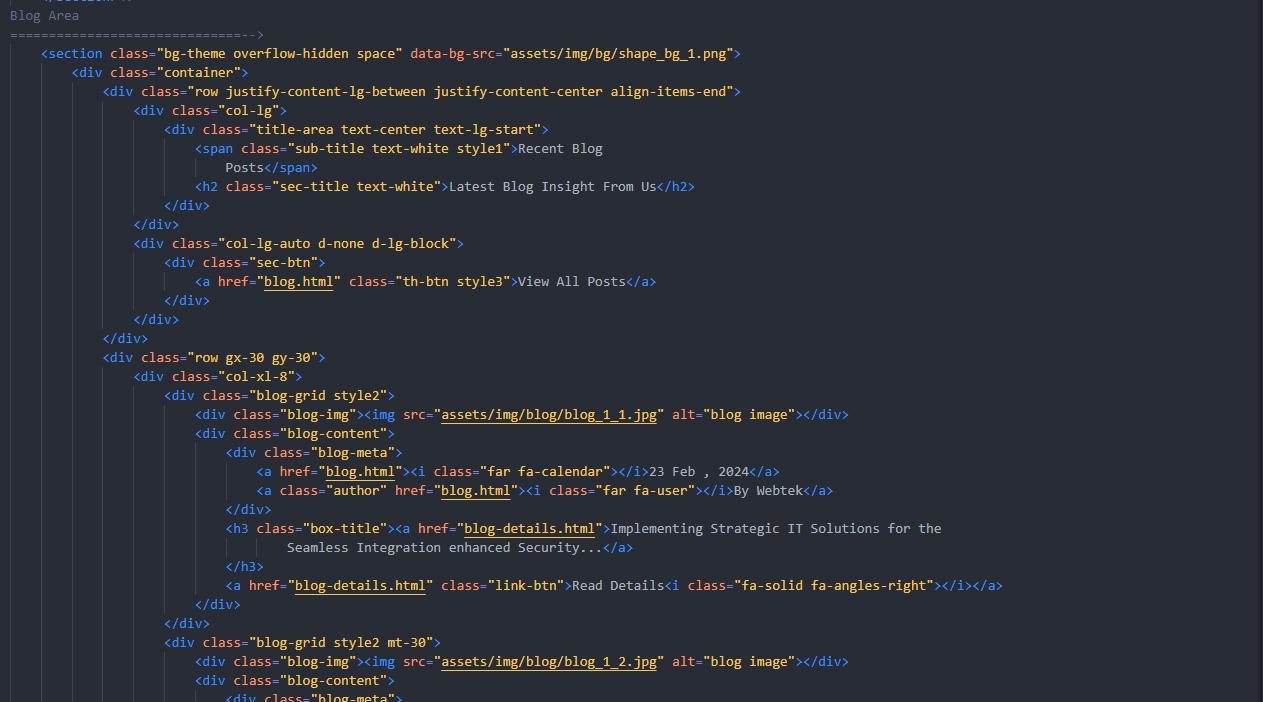 Blog Area
==============================-->
<section class="bg-theme overflow-hidden space" data-bg-src="assets/img/bg/shape_bg_1.png">
<div class="container">
<div class="row justify-content-lg-between justify-content-center align-items-end">
<div class="col-lg">
<div class="title-area text-center text-lg-start">
<span class="sub-title text-white style1">Recent Blog
Posts</span>
<h2 class="sec-title text-white">Latest Blog Insight From Us</h2>
</div>
</div>
<div class="col-lg-auto d-none d-lg-block">
<div class="sec-btn">
<a href="blog.html" class="th-btn style3">View All Posts</a>
</div>
</div>
</div>
<div class="row gx-30 gy-30">
<div class="col-xl-8">
<div class="blog-grid style2">
<div class="blog-img"><img src="assets/img/blog/blog_1_1.jpg" alt="blog image"></div>
<div class="blog-content">
<div class="blog-meta">
<a href="blog.html"><i class="far fa-calendar"></i>23 Feb , 2024</a>
<a class="author" href="blog.html"><i class="far fa-user"></i>By Webtek</a>
</div>
<h3 class="box-title"><a href="blog-details.html">Implementing Strategic IT Solutions for the
Seamless Integration enhanced Security...</a>
</h3>
<a href="blog-details.html" class="link-btn">Read Details<i class="fa-solid fa-angles-right"></i></a>
</div>
</div>
<div class="blog-grid style2 mt-30">
<div class="blog-img"><img src="assets/img/blog/blog_1_2.jpg" alt="blog image"></div>
<div class="blog-content">
<div class="blog-meta">